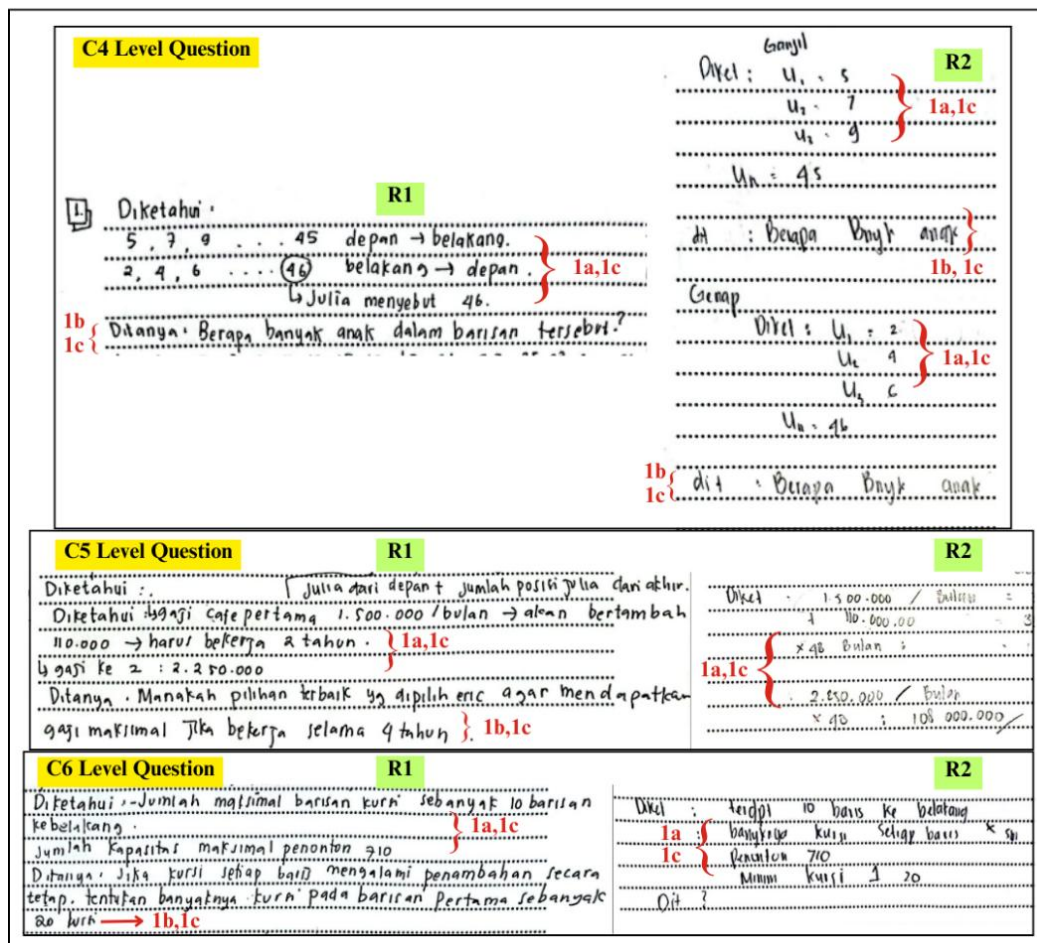 C4 Level Question
R1
1. Diketahui :
5, 7, 9 .... 45 depan → belakang.
2, 4, 6 .... 46 belakang → depan.
1a,1c
↳ Julia menyebut 46.
1b
1c
Ditanya : Berapa banyak anak dalam barisan tersebut.?
R2
Ganjil
Diket : U1 = 5
U2 = 7
U3 = 9
1a,1c
Un = 45
dit : Berapa Bnyk anak
1b, 1c
Genap
Diket : U1 = 2
U2 4
U3 6
1a,1c
Un = 46
1b
1c
dit : Berapa Bnyk anak
C5 Level Question
R1
Diketahui :. Julia dari depan + jumlah posisi Julia dari akhir.
Diketahui : ↳ gaji cafe pertama 1.500.000 /bulan → akan bertambah
110.000 → harus bekerja 2 tahun.
1a,1c
↳ gaji ke 2 : 2.250.000
Ditanya . Manakah pilihan terbaik yg dipilih eric agar mendapatkan
gaji maksimal Jika bekerja selama 4 tahun
1b,1c
R2
Diket 1.500.000 / Bulan =
110.000.00
x 48 Bulan :
1a,1c
2.250.000 / Bulan
x 48 : 108 000.000/
C6 Level Question
R1
Diketahui :- Jumlah maksimal barisan kursi sebanyak 10 barisan
kebelakang.
1a,1c
Jumlah kapasitas maksimal penonton 710
Ditanya : Jika kursi setiap baris mengalami penambahan secara
tetap. tentukan banyaknya kursi pada barisan Pertama sebanyak
20 kursi → 1b,1c
R2
Diket : terdpt 10 baris ke belakang
1a
banyknya kursi Setiap baris
1c
Penonton 710
Minim kursi 1 20
Dit ?